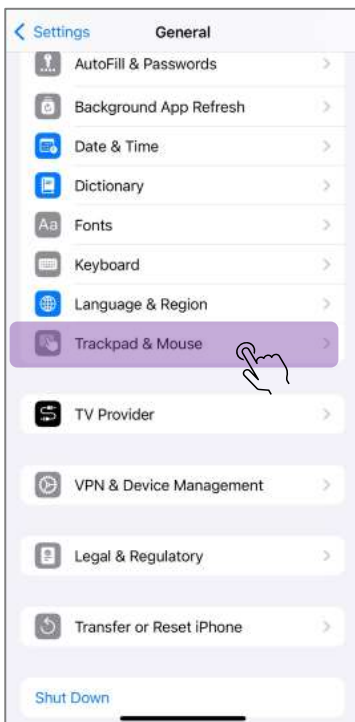 Settings
General
AutoFill & Passwords
Background App Refresh
Date & Time
Dictionary
Aa
Fonts
Keyboard
Language & Region
Trackpad & Mouse
TV Provider
VPN & Device Management
Legal & Regulatory
Transfer or Reset iPhone
Shut Down